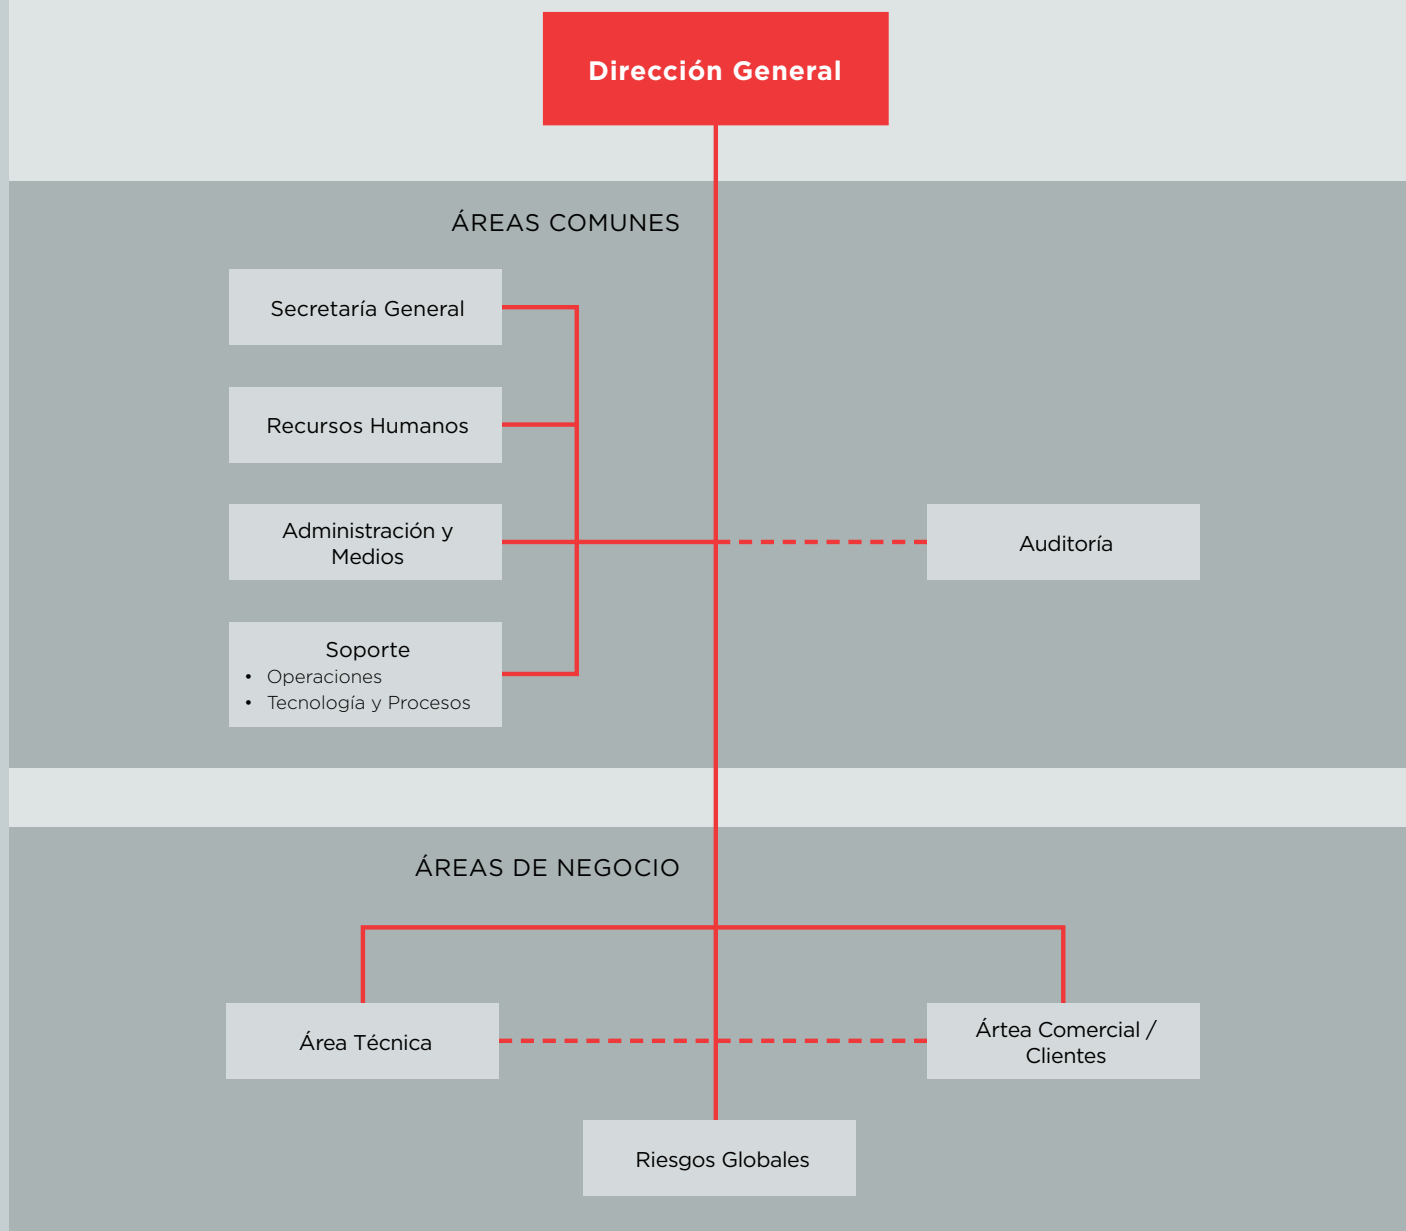 Dirección General
ÁREAS COMUNES
Secretaría General
Recursos Humanos
Administración y
Medios
Auditoría
Soporte
• Operaciones
• Tecnología y Procesos
ÁREAS DE NEGOCIO
Área Técnica
Ártea Comercial /
Clientes
Riesgos Globales